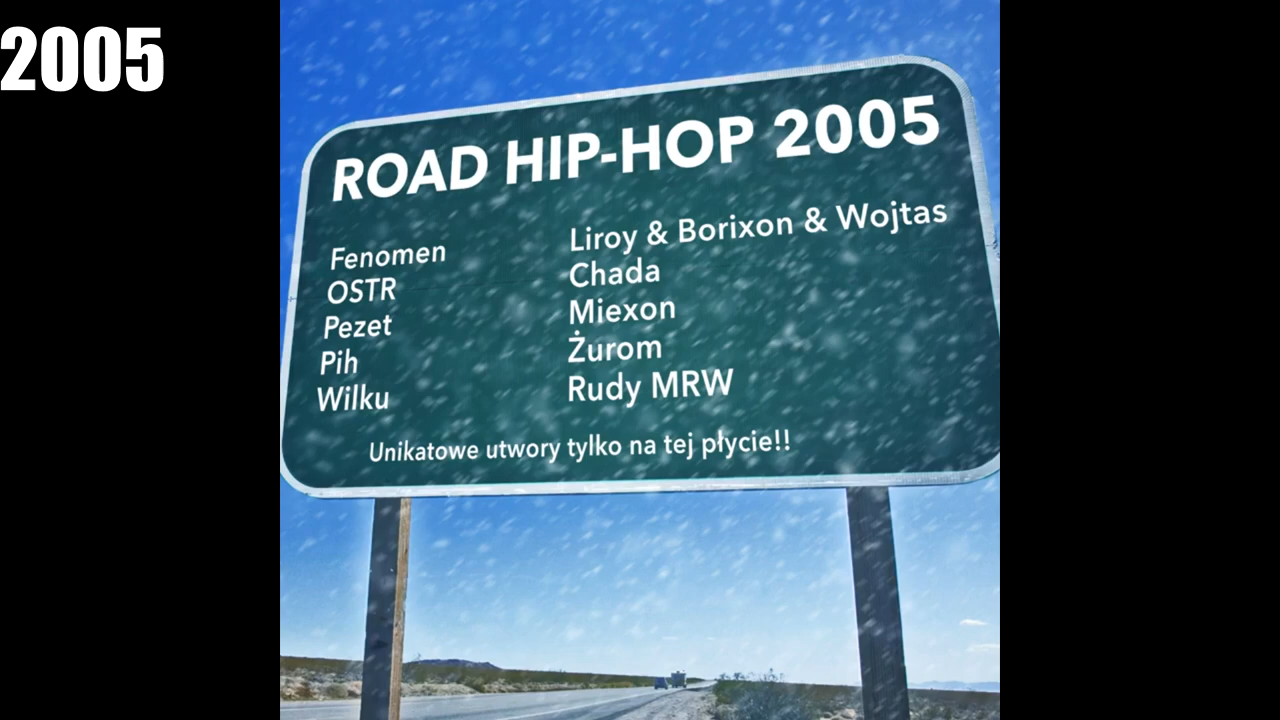 2005
ROAD HIP-HOP 2005
Fenomen
OSTR
Pezet
Pih
Wilku
Liroy & Borixon & Wojtas
Chada
Miexon
Żurom
Rudy MRW
Unikatowe utwory tylko na tej płycie!!